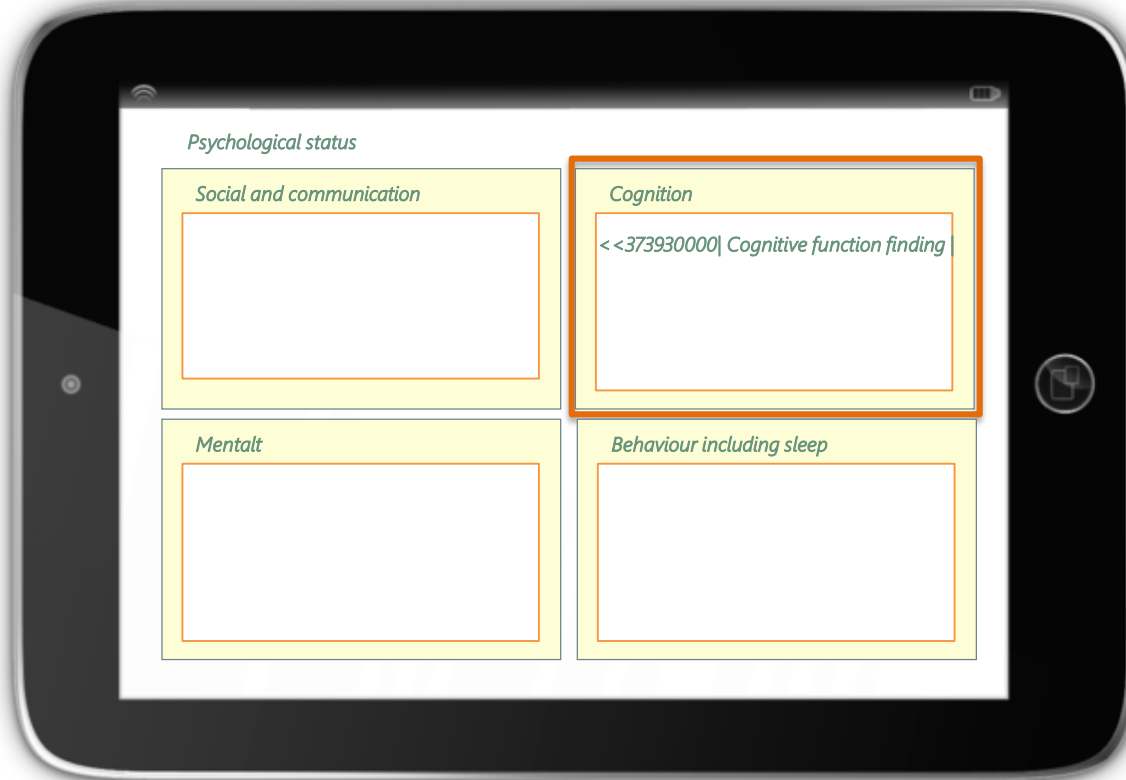 Psychological status
Social and communication
Cognition
< <373930000| Cognitive function finding |
Mentalt
Behaviour including sleep